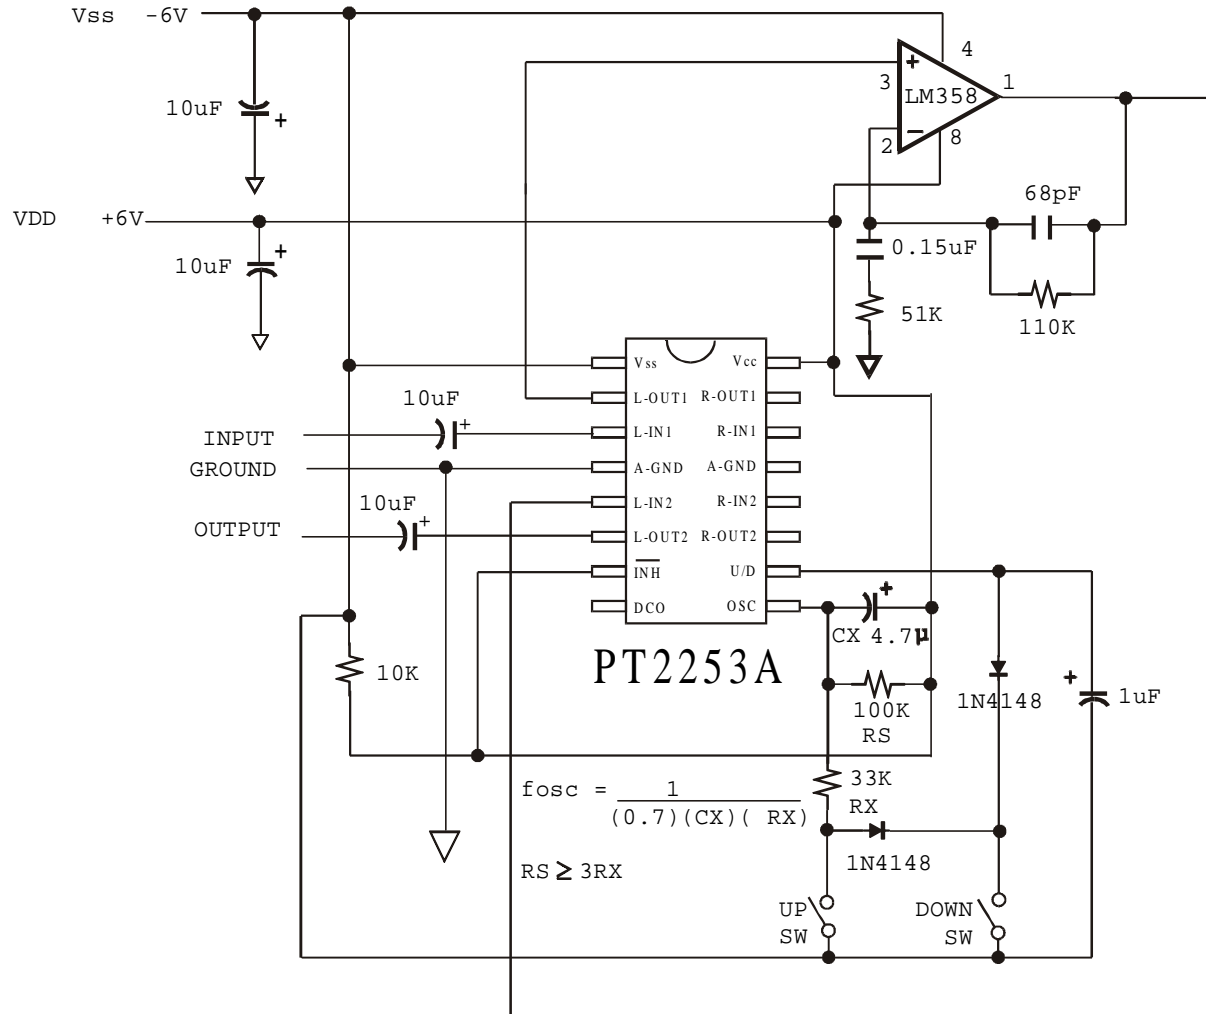 Vss -6V
4
+
3
LM358
1
10uF
+
−
2
8
68pF
VDD +6V
+
10uF
0.15uF
51K
110K
Vss
Vcc
10uF
L-OUT1
R-OUT1
+
INPUT
L-IN1
R-IN1
GROUND
A-GND
A-GND
10uF
L-IN2
R-IN2
+
OUTPUT
L-OUT2
R-OUT2
INH
U/D
DCO
OSC
+
CX 4.7µ
PT2253A
10K
+
1N4148
1uF
100K
RS
fosc = 1
(0.7)(CX)( RX)
33K
RX
1N4148
RS ≥ 3RX
UP
SW
DOWN
SW